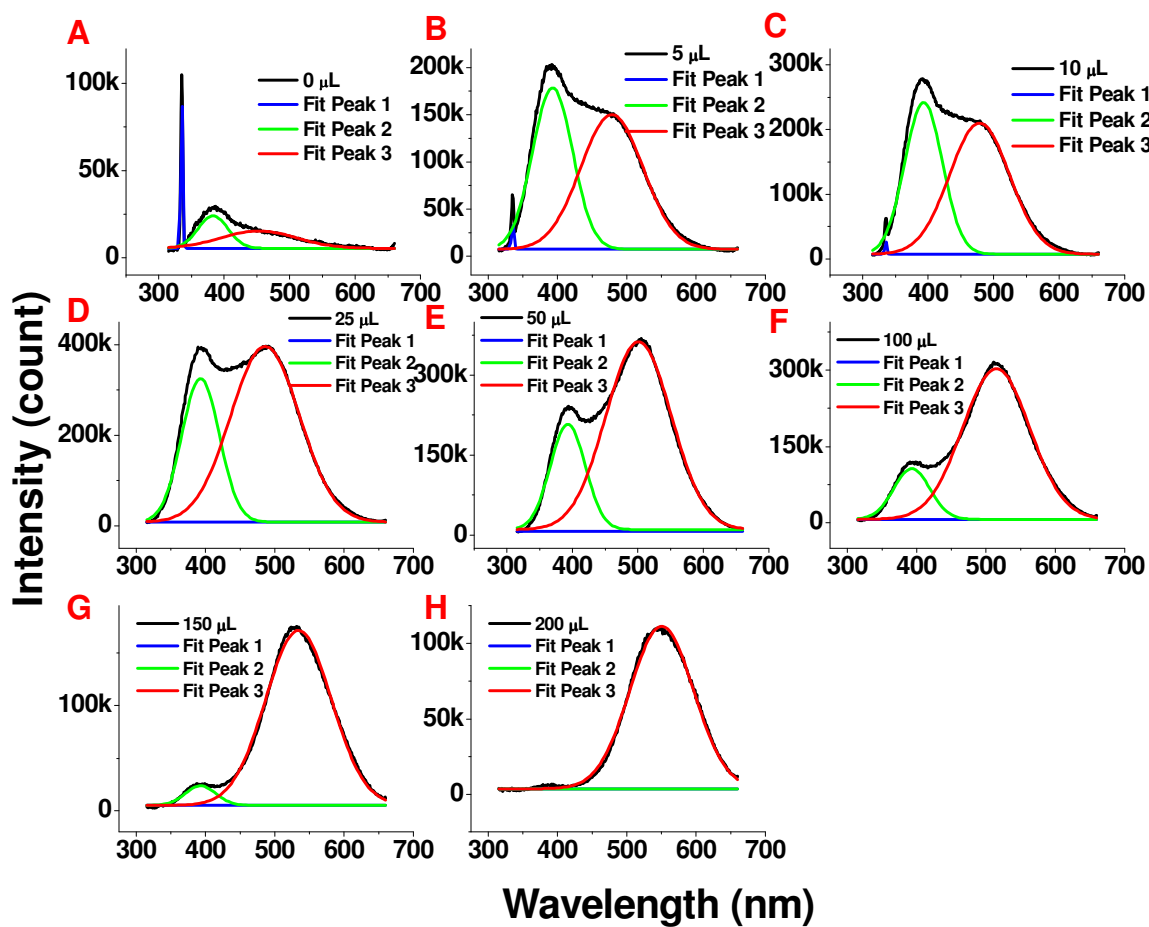 A
100k
50k
0
300 400 500 600 700
0 μL
Fit Peak 1
Fit Peak 2
Fit Peak 3
B
200k
150k
100k
50k
0
300 400 500 600 700
5 μL
Fit Peak 1
Fit Peak 2
Fit Peak 3
C
300k
200k
100k
0
300 400 500 600 700
10 μL
Fit Peak 1
Fit Peak 2
Fit Peak 3
D
400k
200k
0
300 400 500 600 700
25 μL
Fit Peak 1
Fit Peak 2
Fit Peak 3
E
300k
150k
0
300 400 500 600 700
50 μL
Fit Peak 1
Fit Peak 2
Fit Peak 3
F
300k
150k
0
300 400 500 600 700
100 μL
Fit Peak 1
Fit Peak 2
Fit Peak 3
G
100k
0
300 400 500 600 700
150 μL
Fit Peak 1
Fit Peak 2
Fit Peak 3
H
100k
50k
0
300 400 500 600 700
200 μL
Fit Peak 1
Fit Peak 2
Fit Peak 3
Intensity (count)
Wavelength (nm)